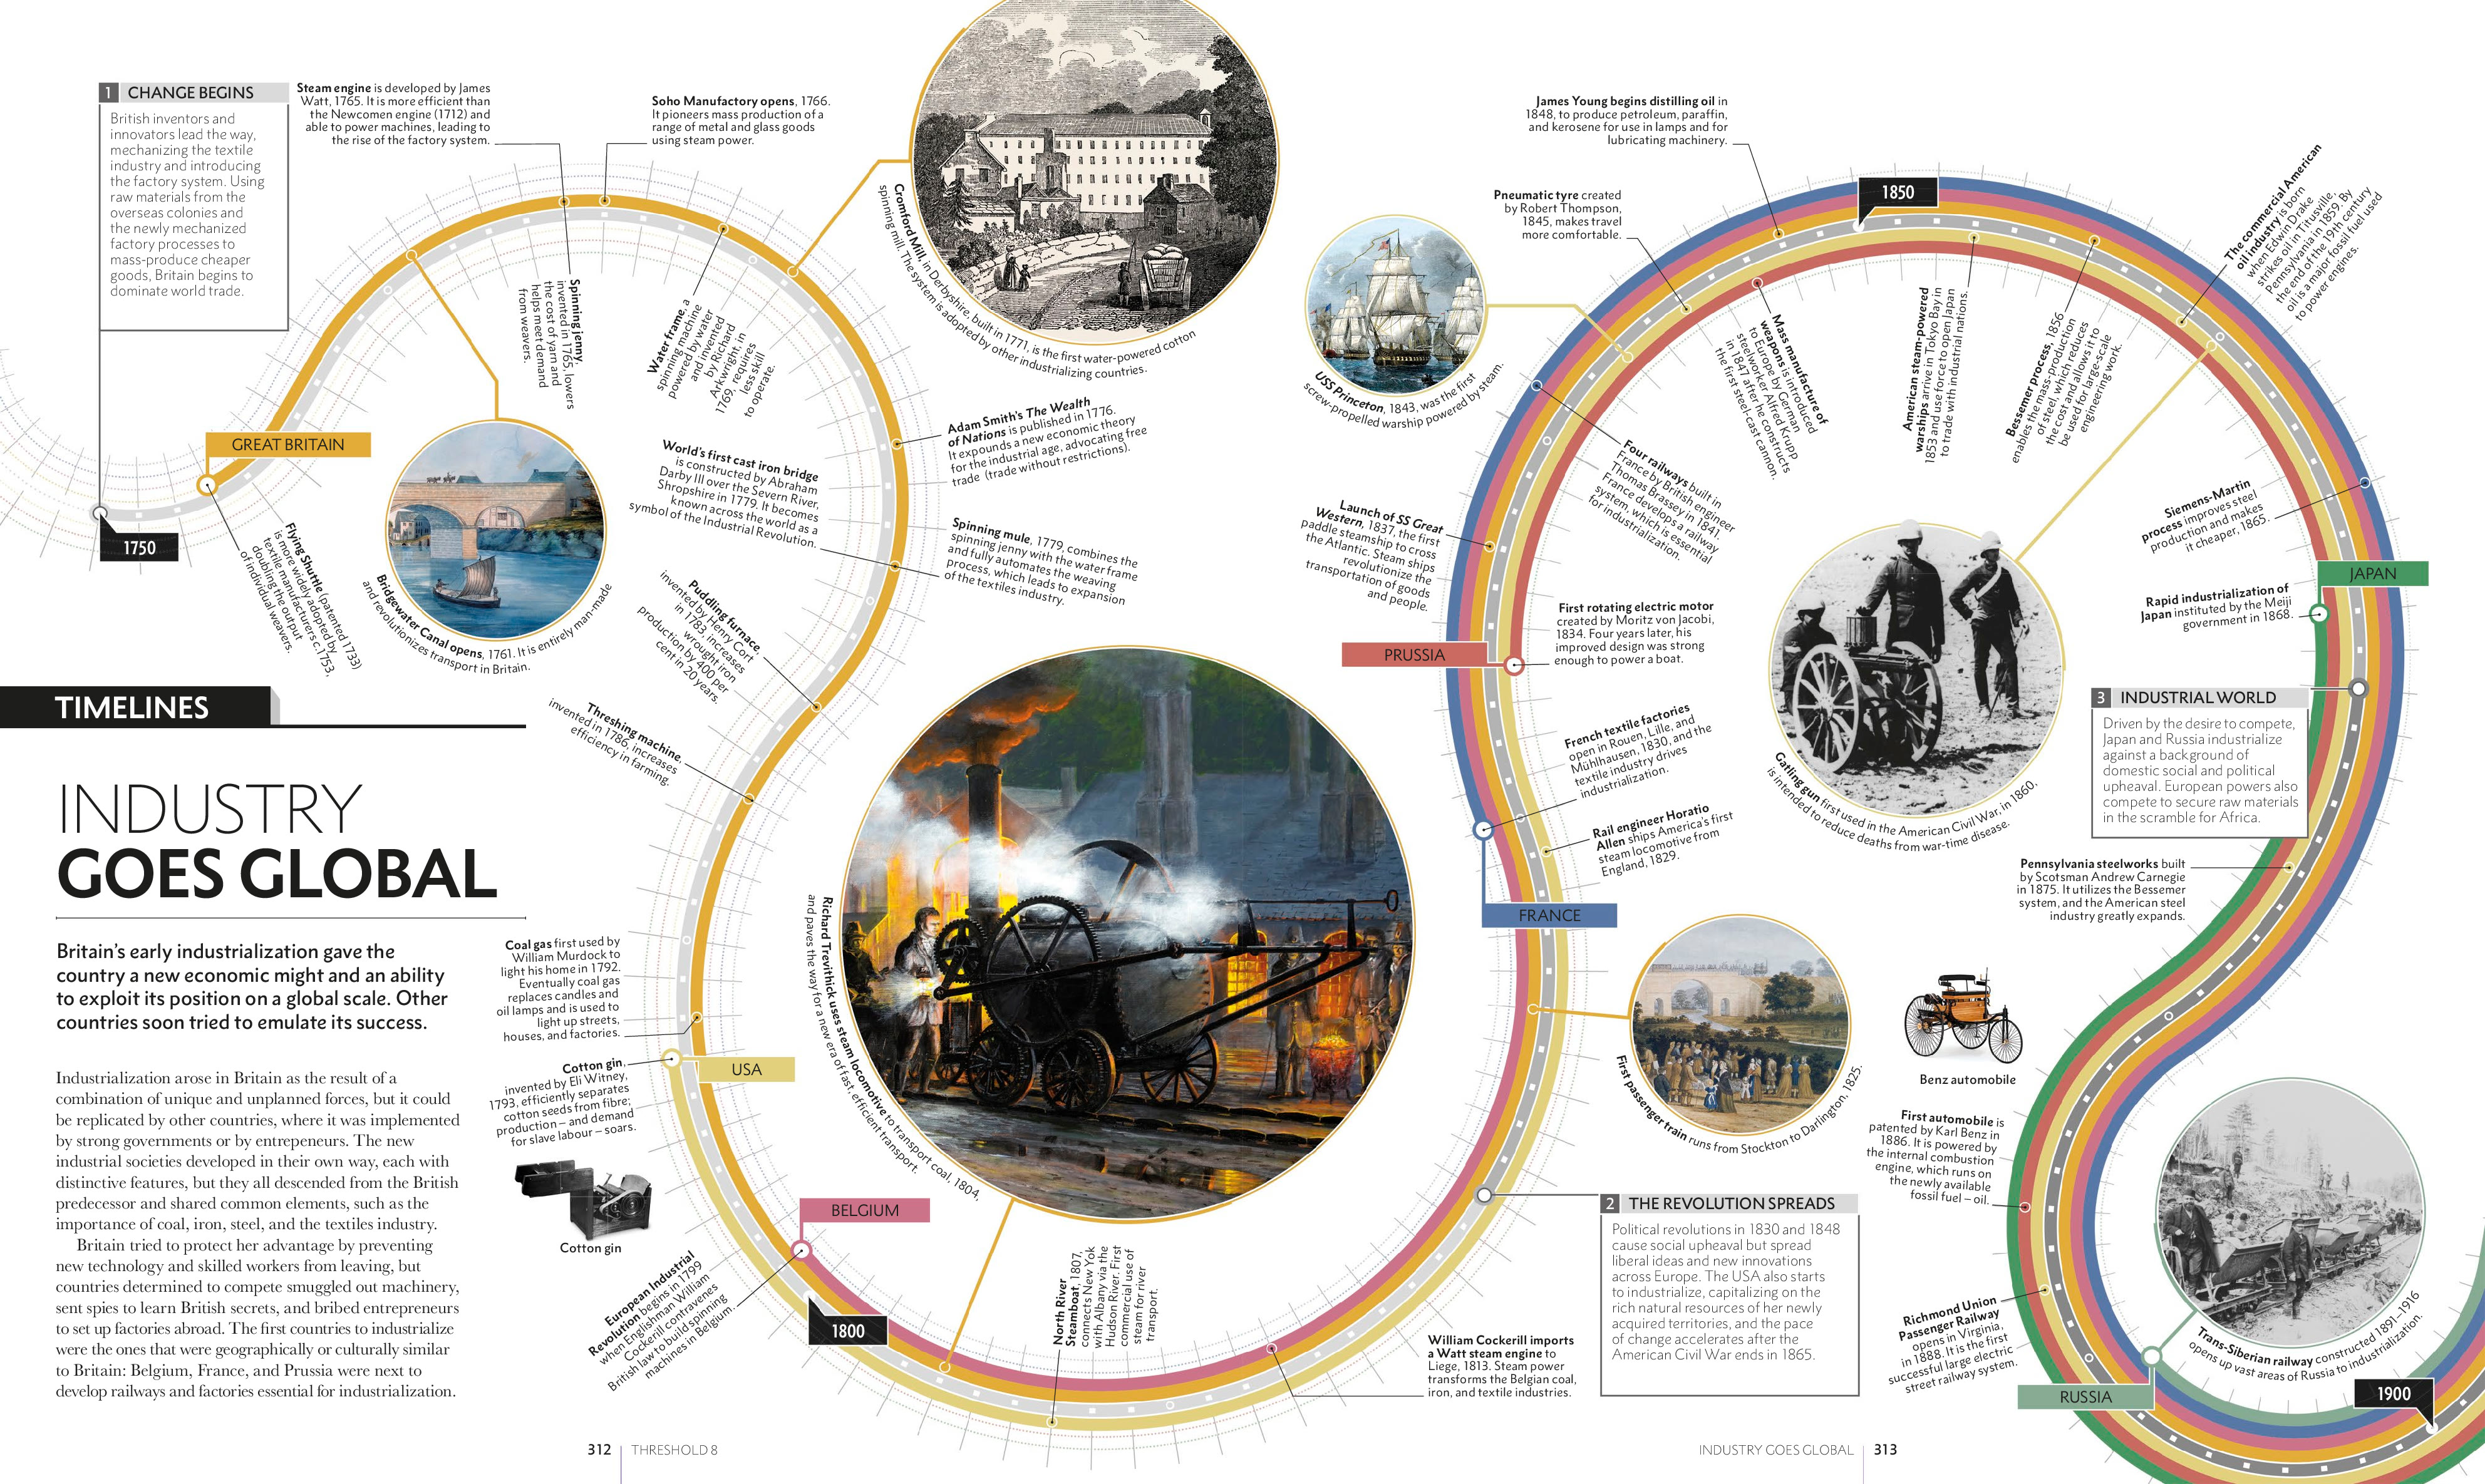 1 CHANGE BEGINS
British inventors and
innovators lead the way,
mechanizing the textile
industry and introducing
the factory system. Using
raw materials from the
overseas colonies and
the newly mechanized
factory processes to
mass-produce cheaper
goods, Britain begins to
dominate world trade.
1750
GREAT BRITAIN
Flying Shuttle (patented 1733)
is more widely adopted by
textile manufacturers c.1753,
doubling the output
of individual weavers.
Bridgewater Canal opens, 1761. It is entirely man-made
and revolutionizes transport in Britain.
Steam engine is developed by James
Watt, 1765. It is more efficient than
the Newcomen engine (1712) and
able to power machines, leading to
the rise of the factory system.
Spinning jenny,
invented in 1765, lowers
the cost of yarn and
helps meet demand
from weavers.
Soho Manufactory opens, 1766.
It pioneers mass production of a
range of metal and glass goods
using steam power.
Water frame, a
spinning machine
powered by water
and invented
by Richard
Arkwright, in
1769, requires
less skill
to operate.
Cromford Mill, in Derbyshire, built in 1771, is the first water-powered cotton
spinning mill. The system is adopted by other industrializing countries.
Adam Smith's The Wealth
of Nations is published in 1776.
It expounds a new economic theory
for the industrial age, advocating free
trade (trade without restrictions).
World's first cast iron bridge
is constructed by Abraham
Darby III over the Severn River,
Shropshire in 1779. It becomes
known across the world as a
symbol of the Industrial Revolution.
Spinning mule, 1779, combines the
spinning jenny with the water frame
and fully automates the weaving
process, which leads to expansion
of the textiles industry.
Puddling furnace,
invented by Henry Cort
in 1783, increases
wrought iron
production by 400 per
cent in 20 years.
Threshing machine,
invented in 1786, increases
efficiency in farming.
TIMELINES
INDUSTRY
GOES GLOBAL
Britain's early industrialization gave the
country a new economic might and an ability
to exploit its position on a global scale. Other
countries soon tried to emulate its success.
Industrialization arose in Britain as the result of a
combination of unique and unplanned forces, but it could
be replicated by other countries, where it was implemented
by strong governments or by entrepeneurs. The new
industrial societies developed in their own way, each with
distinctive features, but they all descended from the British
predecessor and shared common elements, such as the
importance of coal, iron, steel, and the textiles industry.
Britain tried to protect her advantage by preventing
new technology and skilled workers from leaving, but
countries determined to compete smuggled out machinery,
sent spies to learn British secrets, and bribed entrepreneurs
to set up factories abroad. The first countries to industrialize
were the ones that were geographically or culturally similar
to Britain: Belgium, France, and Prussia were next to
develop railways and factories essential for industrialization.
Coal gas first used by
William Murdock to
light his home in 1792.
Eventually coal gas
replaces candles and
oil lamps and is used to
light up streets,
houses, and factories.
USA
Cotton gin,
invented by Eli Witney,
1793, efficiently separates
cotton seeds from fibre;
production – and demand
for slave labour – soars.
Cotton gin
BELGIUM
European Industrial
Revolution begins in 1799
when Englishman William
Cockerill contravenes
British law to build spinning
machines in Belgium.
1800
Richard Trevithick uses steam locomotive to transport coal, 1804,
and paves the way for a new era of fast, efficient transport.
North River
Steamboat, 1807,
connects New Yok
with Albany via the
Hudson River. First
commercial use of
steam for river
transport.
William Cockerill imports
a Watt steam engine to
Liege, 1813. Steam power
transforms the Belgian coal,
iron, and textile industries.
312 THRESHOLD 8
2 THE REVOLUTION SPREADS
Political revolutions in 1830 and 1848
cause social upheaval but spread
liberal ideas and new innovations
across Europe. The USA also starts
to industrialize, capitalizing on the
rich natural resources of her newly
acquired territories, and the pace
of change accelerates after the
American Civil War ends in 1865.
First passenger train runs from Stockton to Darlington, 1825.
FRANCE
Rail engineer Horatio
Allen ships America's first
steam locomotive from
England, 1829.
French textile factories
open in Rouen, Lille, and
Mühlhausen, 1830, and the
textile industry drives
industrialization.
PRUSSIA
First rotating electric motor
created by Moritz von Jacobi,
1834. Four years later, his
improved design was strong
enough to power a boat.
Launch of SS Great
Western, 1837, the first
paddle steamship to cross
the Atlantic. Steam ships
revolutionize the
transportation of goods
and people.
Four railways built in
France by British engineer
Thomas Brassey in 1841.
France develops a railway
system, which is essential
for industrialization.
USS Princeton, 1843, was the first
screw-propelled warship powered by steam.
Pneumatic tyre created
by Robert Thompson,
1845, makes travel
more comfortable.
Mass manufacture of
weapons is introduced
to Europe by German
steelworker Alfred Krupp
in 1847 after he constructs
the first steel-cast cannon.
James Young begins distilling oil in
1848, to produce petroleum, paraffin,
and kerosene for use in lamps and for
lubricating machinery.
1850
American steam-powered
warships arrive in Tokyo Bay in
1853 and use force to open Japan
to trade with industrial nations.
Bessemer process, 1856
enables the mass-production
of steel, which reduces
the cost and allows it to
be used for large-scale
engineering work.
The commercial American
oil industry is born
when Edwin Drake
strikes oil in Titusville,
Pennsylvania in 1859. By
the end of the 19th century
oil is a major fossil fuel used
to power engines.
Gatling gun first used in the American Civil War, in 1860,
is intended to reduce deaths from war-time disease.
Siemens-Martin
process improves steel
production and makes
it cheaper, 1865.
JAPAN
Rapid industrialization of
Japan instituted by the Meiji
government in 1868.
3 INDUSTRIAL WORLD
Driven by the desire to compete,
Japan and Russia industrialize
against a background of
domestic social and political
upheaval. European powers also
compete to secure raw materials
in the scramble for Africa.
Pennsylvania steelworks built
by Scotsman Andrew Carnegie
in 1875. It utilizes the Bessemer
system, and the American steel
industry greatly expands.
Benz automobile
First automobile is
patented by Karl Benz in
1886. It is powered by
the internal combustion
engine, which runs on
the newly available
fossil fuel – oil.
Richmond Union
Passenger Railway
opens in Virginia,
in 1888. It is the first
successful large electric
street railway system.
RUSSIA
Trans-Siberian railway constructed 1891–1916
opens up vast areas of Russia to industrialization.
1900
INDUSTRY GOES GLOBAL 313